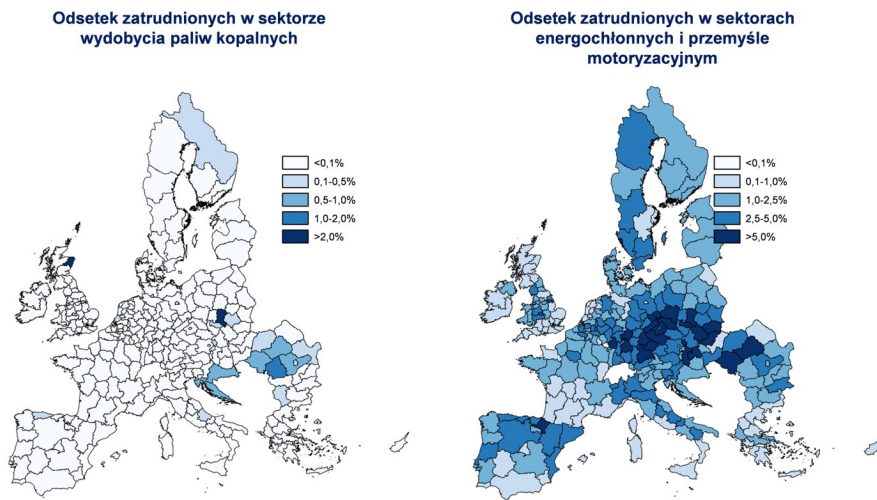 Odsetek zatrudnionych w sektorze
wydobycia paliw kopalnych
<0,1%
0,1-0,5%
0,5-1,0%
1,0-2,0%
>2,0%
Odsetek zatrudnionych w sektorach
energochłonnych i przemyśle
motoryzacyjnym
<0,1%
0,1-1,0%
1,0-2,5%
2,5-5,0%
>5,0%